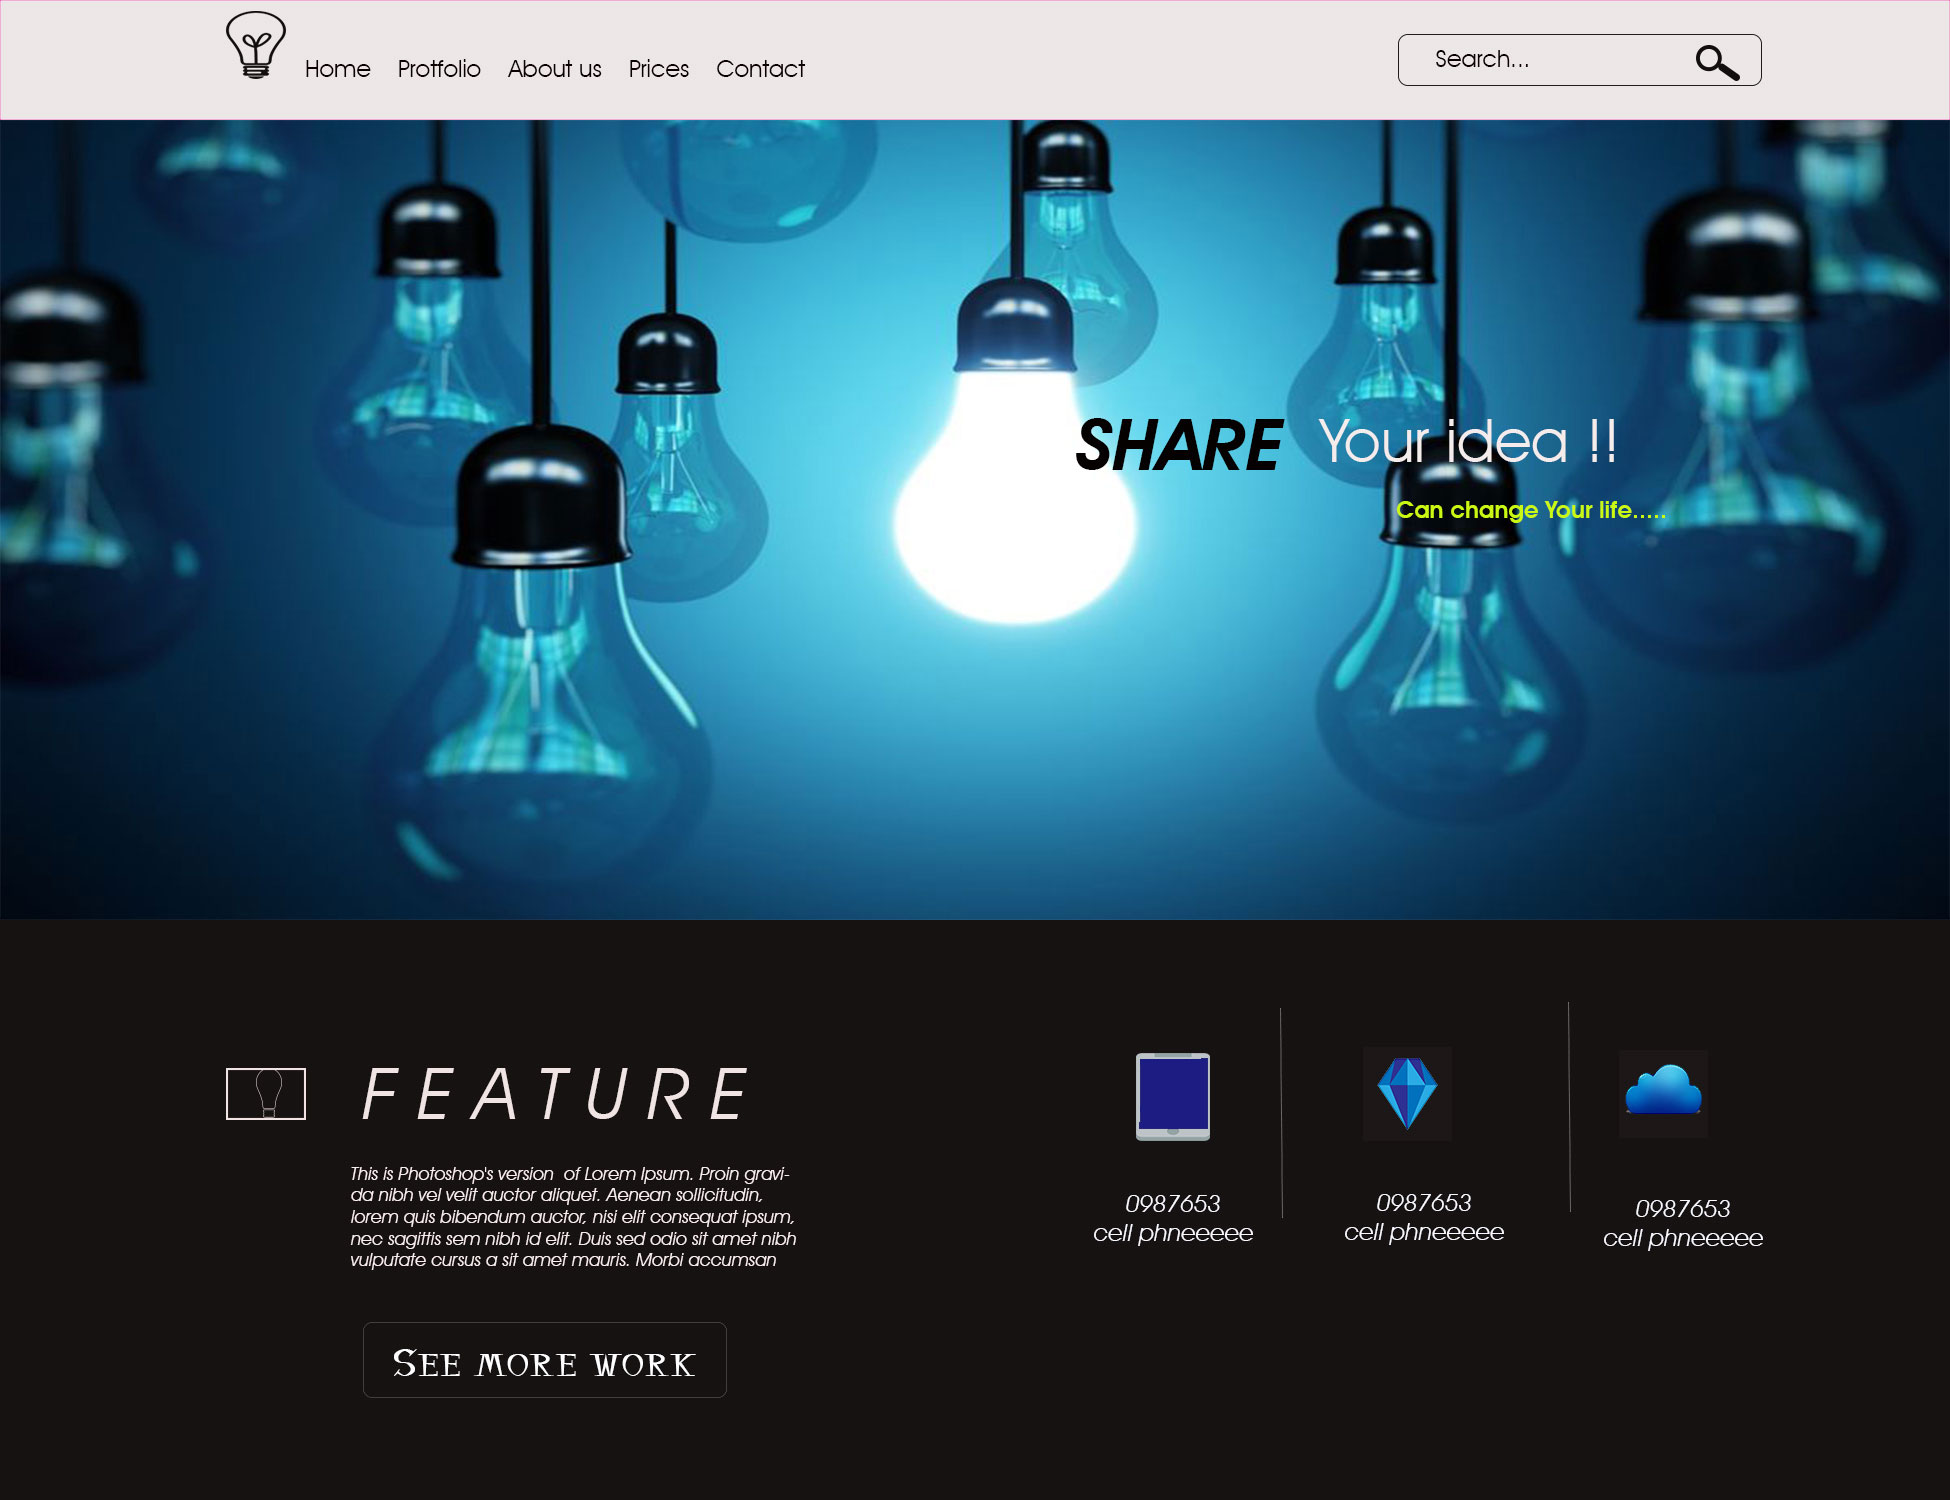 Home Protfolio About us Prices Contact
Search...
SHARE Your idea !!
Can change Your life.....
FEATURE
This is Photoshop's version of Lorem Ipsum. Proin gravi-
da nibh vel velit auctor aliquet. Aenean sollicitudin,
lorem quis bibendum auctor, nisi elit consequat ipsum,
nec sagittis sem nibh id elit. Duis sed odio sit amet nibh
vulputate cursus a sit amet mauris. Morbi accumsan
See more work
0987653
cell phneeeee
0987653
cell phneeeee
0987653
cell phneeeee